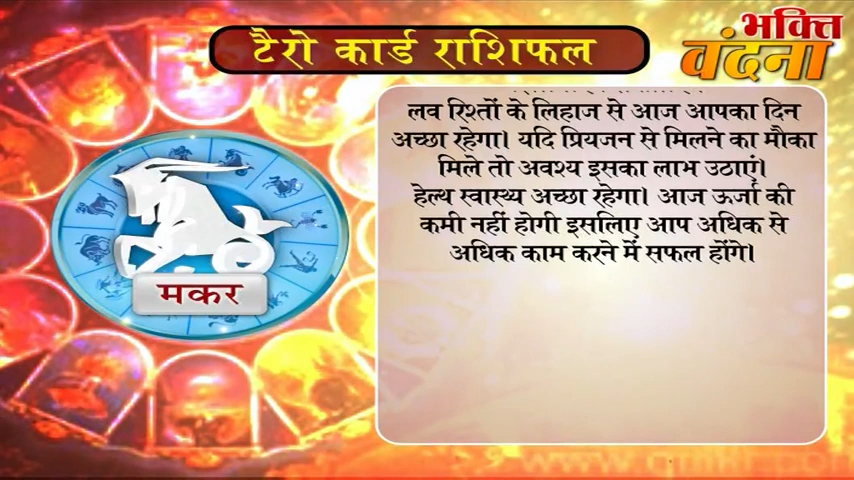 टैरो कार्ड राशिफल
भक्ति
वंदना
लव रिश्तों के लिहाज से आज आपका दिन
अच्छा रहेगा। यदि प्रियजन से मिलने का मौका
मिले तो अवश्य इसका लाभ उठाएं।
हेल्थ स्वास्थ्य अच्छा रहेगा। आज ऊर्जा की
कमी नहीं होगी इसलिए आप अधिक से
अधिक काम करने में सफल होंगे।
मकर